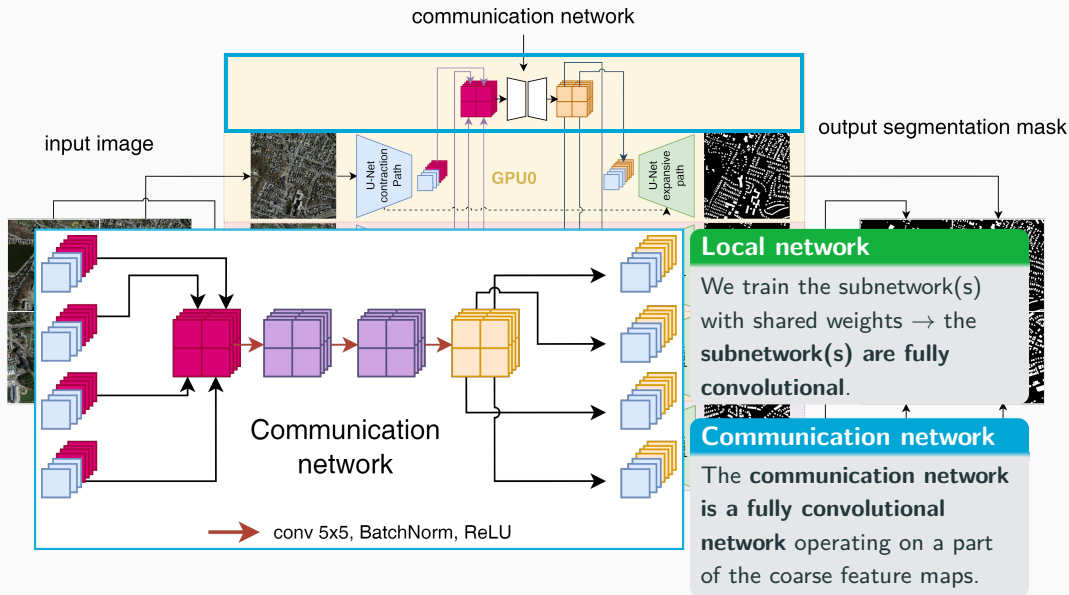 communication network
input image
output segmentation mask
U-Net
contraction
Path
GPU0
U-Net
expansive
path
Local network
We train the subnetwork(s)
with shared weights → the
subnetwork(s) are fully
convolutional.
Communication
network
conv 5x5, BatchNorm, ReLU
Communication network
The communication network
is a fully convolutional
network operating on a part
of the coarse feature maps.